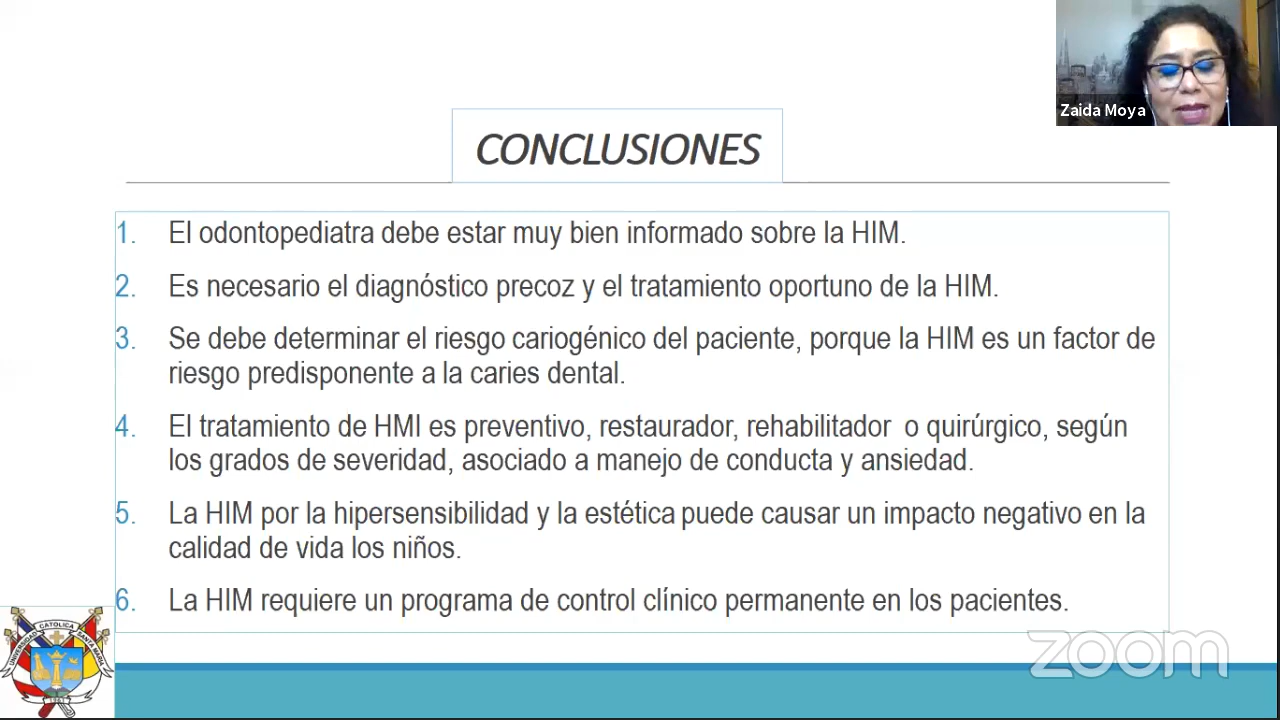 Zaida Moya
CONCLUSIONES
1. El odontopediatra debe estar muy bien informado sobre la HIM.
2. Es necesario el diagnóstico precoz y el tratamiento oportuno de la HIM.
3. Se debe determinar el riesgo cariogénico del paciente, porque la HIM es un factor de
riesgo predisponente a la caries dental.
4. El tratamiento de HMI es preventivo, restaurador, rehabilitador o quirúrgico, según
los grados de severidad, asociado a manejo de conducta y ansiedad.
5. La HIM por la hipersensibilidad y la estética puede causar un impacto negativo en la
calidad de vida los niños.
6. La HIM requiere un programa de control clínico permanente en los pacientes.
UNIVERSIDAD CATOLICA SANTA MARIA
1961
zoom